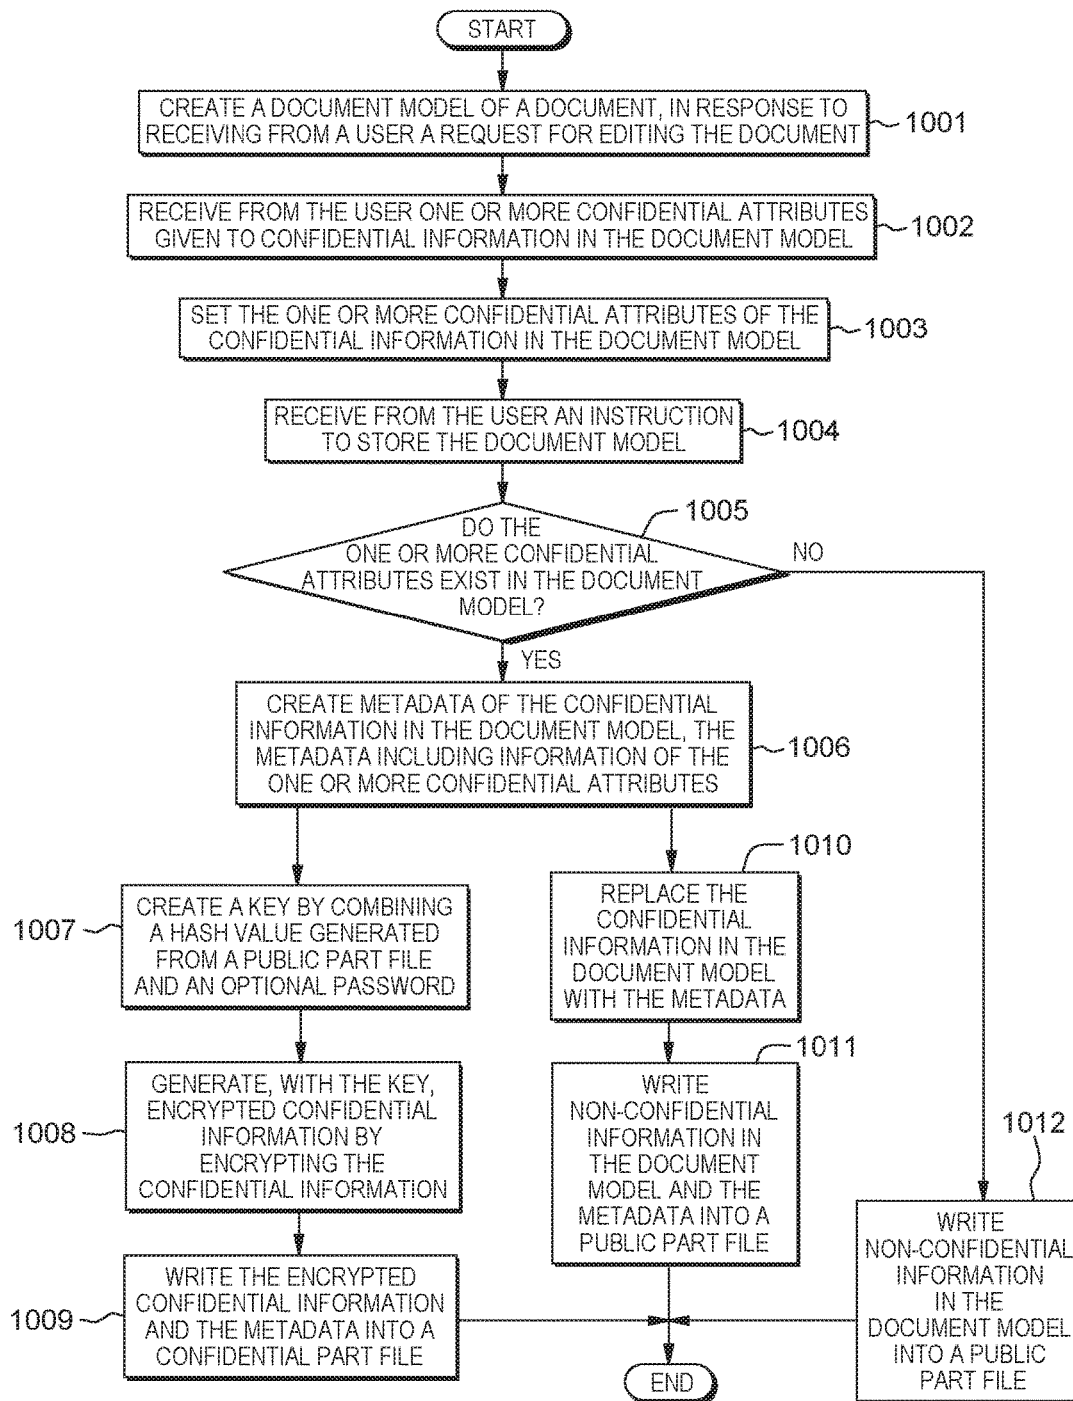 START
CREATE A DOCUMENT MODEL OF A DOCUMENT, IN RESPONSE TO
RECEIVING FROM A USER A REQUEST FOR EDITING THE DOCUMENT
1001
RECEIVE FROM THE USER ONE OR MORE CONFIDENTIAL ATTRIBUTES
GIVEN TO CONFIDENTIAL INFORMATION IN THE DOCUMENT MODEL
1002
SET THE ONE OR MORE CONFIDENTIAL ATTRIBUTES OF THE
CONFIDENTIAL INFORMATION IN THE DOCUMENT MODEL
1003
RECEIVE FROM THE USER AN INSTRUCTION
TO STORE THE DOCUMENT MODEL
1004
1005
DO THE
ONE OR MORE CONFIDENTIAL
ATTRIBUTES EXIST IN THE DOCUMENT
MODEL?
NO
YES
CREATE METADATA OF THE CONFIDENTIAL
INFORMATION IN THE DOCUMENT MODEL, THE
METADATA INCLUDING INFORMATION OF THE
ONE OR MORE CONFIDENTIAL ATTRIBUTES
1006
1007
CREATE A KEY BY COMBINING
A HASH VALUE GENERATED
FROM A PUBLIC PART FILE
AND AN OPTIONAL PASSWORD
1008
GENERATE, WITH THE KEY,
ENCRYPTED CONFIDENTIAL
INFORMATION BY
ENCRYPTING THE
CONFIDENTIAL INFORMATION
1009
WRITE THE ENCRYPTED
CONFIDENTIAL INFORMATION
AND THE METADATA INTO A
CONFIDENTIAL PART FILE
1010
REPLACE THE
CONFIDENTIAL
INFORMATION IN THE
DOCUMENT MODEL
WITH THE METADATA
1011
WRITE
NON-CONFIDENTIAL
INFORMATION IN
THE DOCUMENT
MODEL AND THE
METADATA INTO A
PUBLIC PART FILE
1012
WRITE
NON-CONFIDENTIAL
INFORMATION
IN THE
DOCUMENT MODEL
INTO A PUBLIC
PART FILE
END